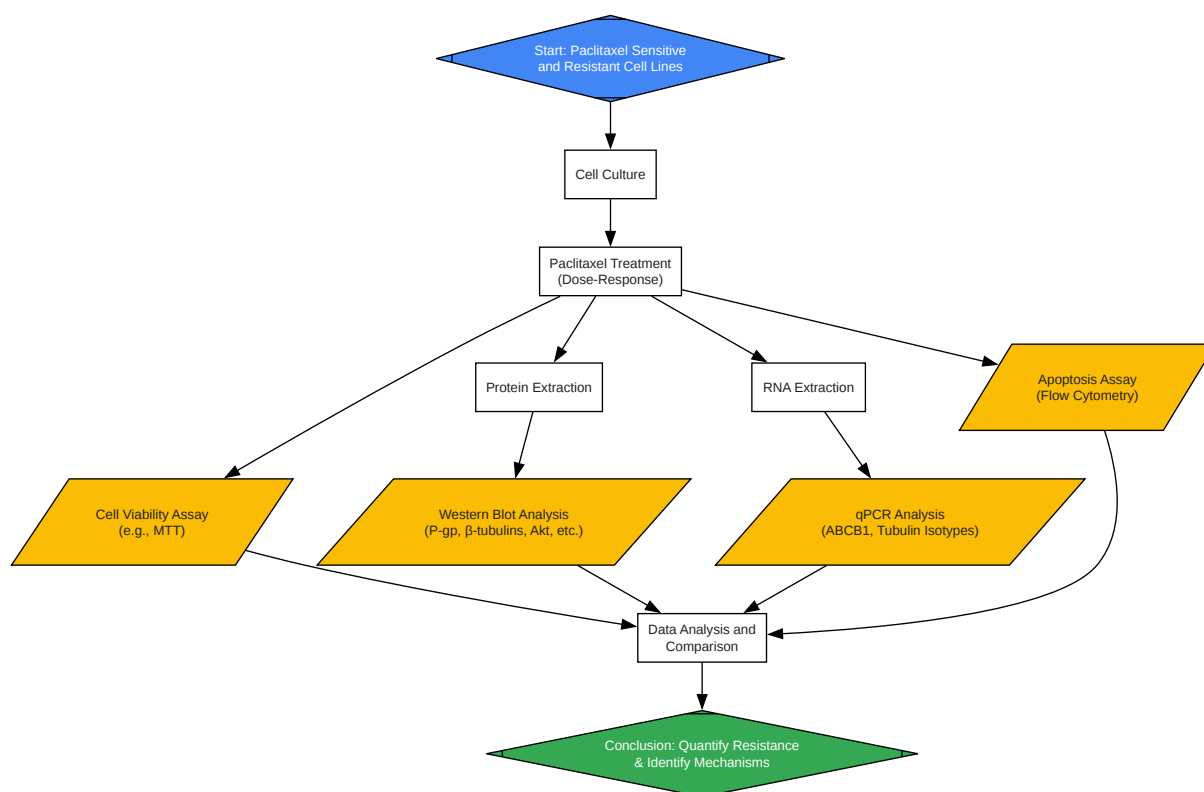 Start: Paclitaxel Sensitive
and Resistant Cell Lines
Cell Culture
Paclitaxel Treatment
(Dose-Response)
Protein Extraction
RNA Extraction
Apoptosis Assay
(Flow Cytometry)
Cell Viability Assay
(e.g., MTT)
Western Blot Analysis
(P-gp, β-tubulins, Akt, etc.)
qPCR Analysis
(ABCB1, Tubulin Isotypes)
Data Analysis and
Comparison
Conclusion: Quantify Resistance
& Identify Mechanisms